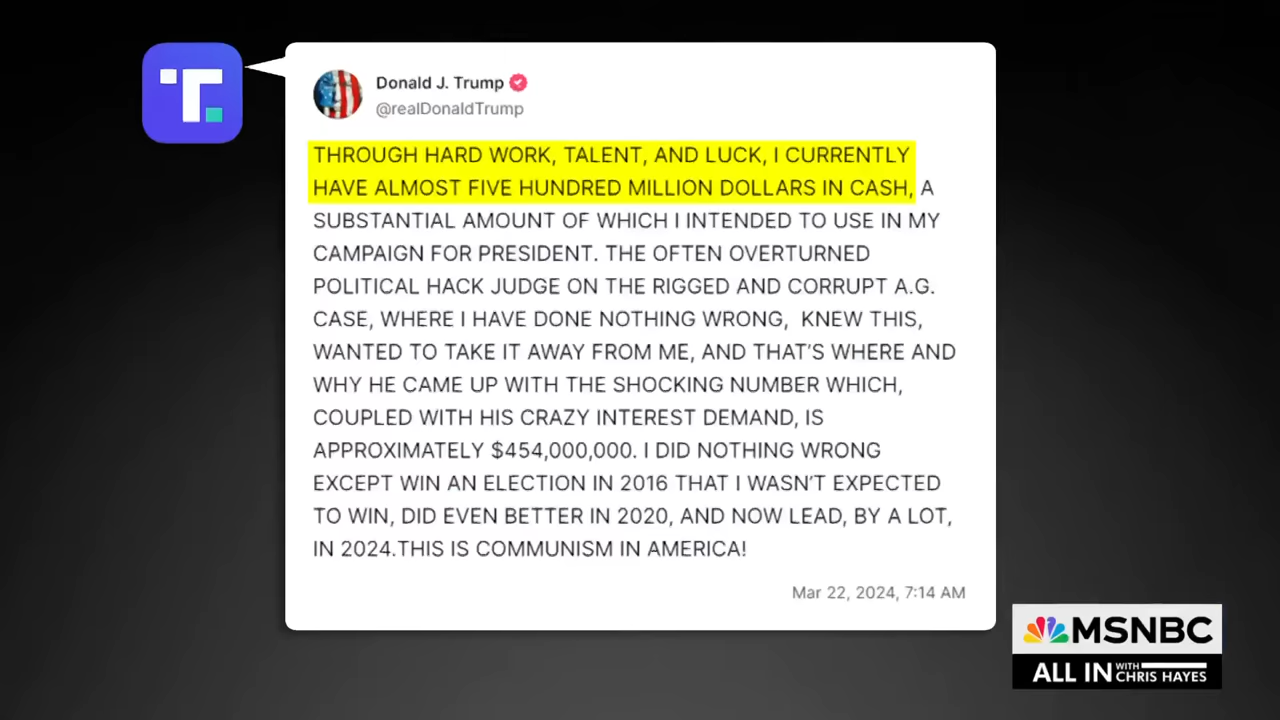 T.
Donald J. Trump
@realDonaldTrump
THROUGH HARD WORK, TALENT, AND LUCK, I CURRENTLY
HAVE ALMOST FIVE HUNDRED MILLION DOLLARS IN CASH, A
SUBSTANTIAL AMOUNT OF WHICH I INTENDED TO USE IN MY
CAMPAIGN FOR PRESIDENT. THE OFTEN OVERTURNED
POLITICAL HACK JUDGE ON THE RIGGED AND CORRUPT A.G.
CASE, WHERE I HAVE DONE NOTHING WRONG,  KNEW THIS,
WANTED TO TAKE IT AWAY FROM ME, AND THAT'S WHERE AND
WHY HE CAME UP WITH THE SHOCKING NUMBER WHICH,
COUPLED WITH HIS CRAZY INTEREST DEMAND, IS
APPROXIMATELY $454,000,000. I DID NOTHING WRONG
EXCEPT WIN AN ELECTION IN 2016 THAT I WASN'T EXPECTED
TO WIN, DID EVEN BETTER IN 2020, AND NOW LEAD, BY A LOT,
IN 2024.THIS IS COMMUNISM IN AMERICA!
Mar 22, 2024, 7:14 AM
MSNBC
ALL IN WITH CHRIS HAYES